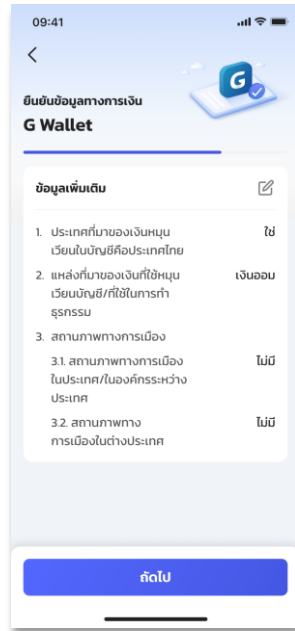 09:41
G
ยืนยันข้อมูลทางการเงิน
G Wallet
ข้อมูลเพิ่มเติม
1. ประเทศที่มาของเงินหมุน ใช่
เวียนในบัญชีคือประเทศไทย
2. แหล่งที่มาของเงินที่ใช้หมุน เงินออม
เวียนบัญชี/ที่ใช้ในการทำ
ธุรกรรม
3. สถานภาพทางการเมือง
3.1. สถานภาพทางการเมือง ไม่มี
ในประเทศ/ในองค์กรระหว่าง
ประเทศ
3.2. สถานภาพทาง ไม่มี
การเมืองในต่างประเทศ
ถัดไป